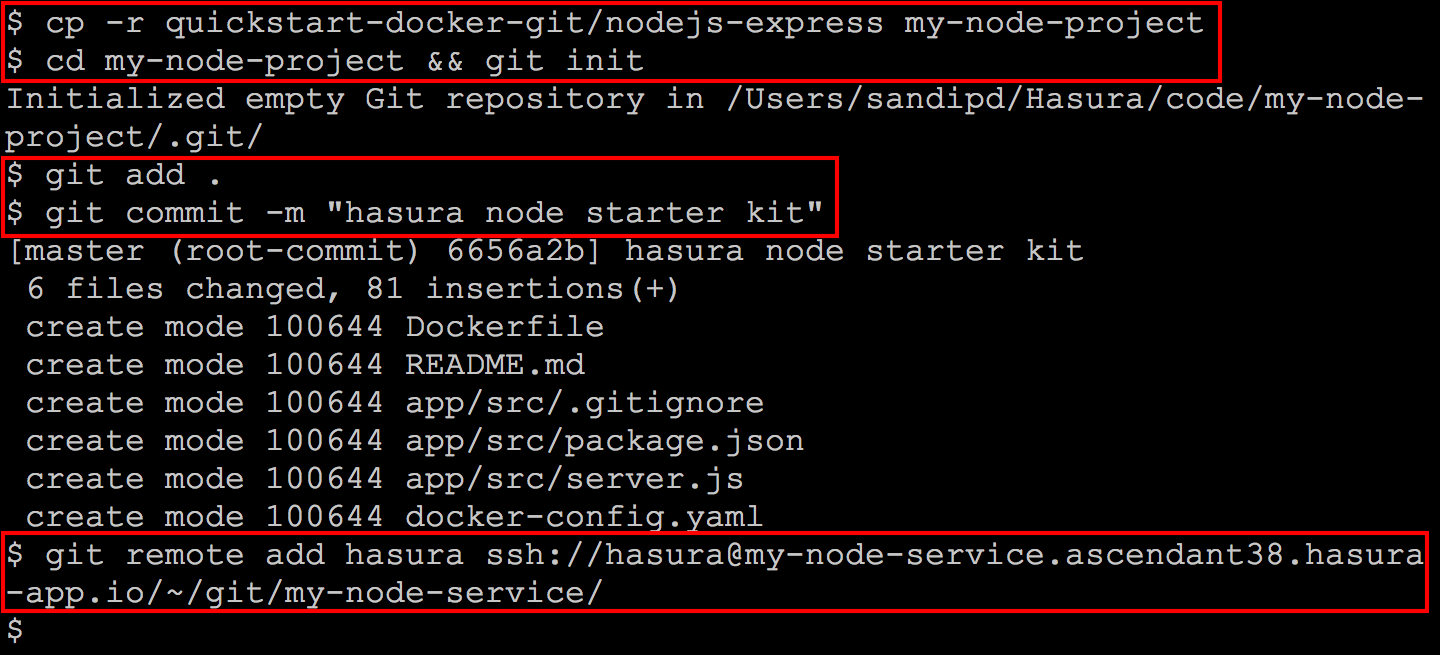 $ cp -r quickstart-docker-git/nodejs-express my-node-project
$ cd my-node-project && git init
Initialized empty Git repository in /Users/sandipd/Hasura/code/my-node-
project/.git/
$ git add .
$ git commit -m "hasura node starter kit"
[master (root-commit) 6656a2b] hasura node starter kit
 6 files changed, 81 insertions(+)
 create mode 100644 Dockerfile
 create mode 100644 README.md
 create mode 100644 app/src/.gitignore
 create mode 100644 app/src/package.json
 create mode 100644 app/src/server.js
 create mode 100644 docker-config.yaml
$ git remote add hasura ssh://hasura@my-node-service.ascendant38.hasura
-app.io/~/git/my-node-service/
$